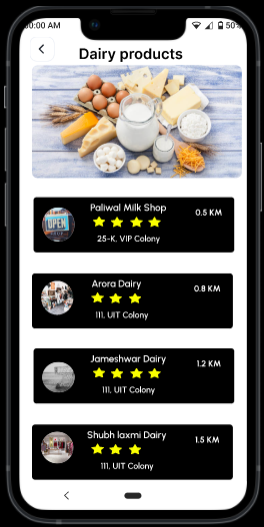 :00 AM 50%
Dairy products
Paliwal Milk Shop
0.5 KM
25-K, VIP Colony
OPEN
Arora Dairy
0.8 KM
111, UIT Colony
Jameshwar Dairy
1.2 KM
111, UIT Colony
Shubh laxmi Dairy
1.5 KM
111, UIT Colony